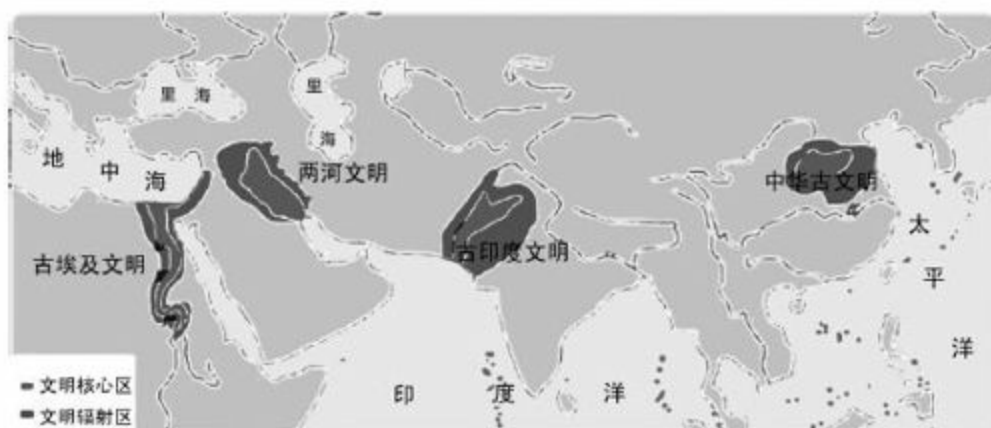 里海
里
海
地中海
两河文明
中华古文明
太平洋
古印度文明
古埃及文明
印度洋
文明核心区
文明辐射区